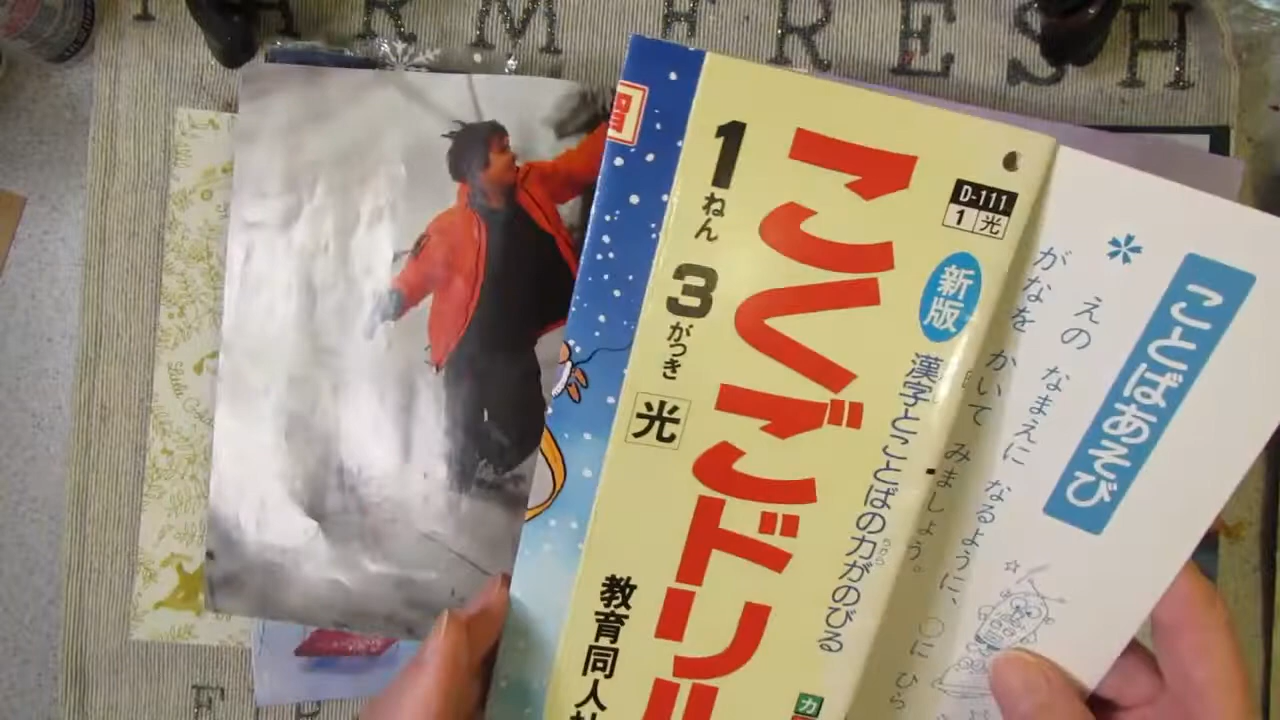 FARM FRESH
ことばあそび
えの なまえに なるように、〇に ひら
がなを かいて みましょう。
D-111
1 光
新版
漢字とことばの力がのびる
こくごドリル
1ねん 3がつき 光
教育同人社